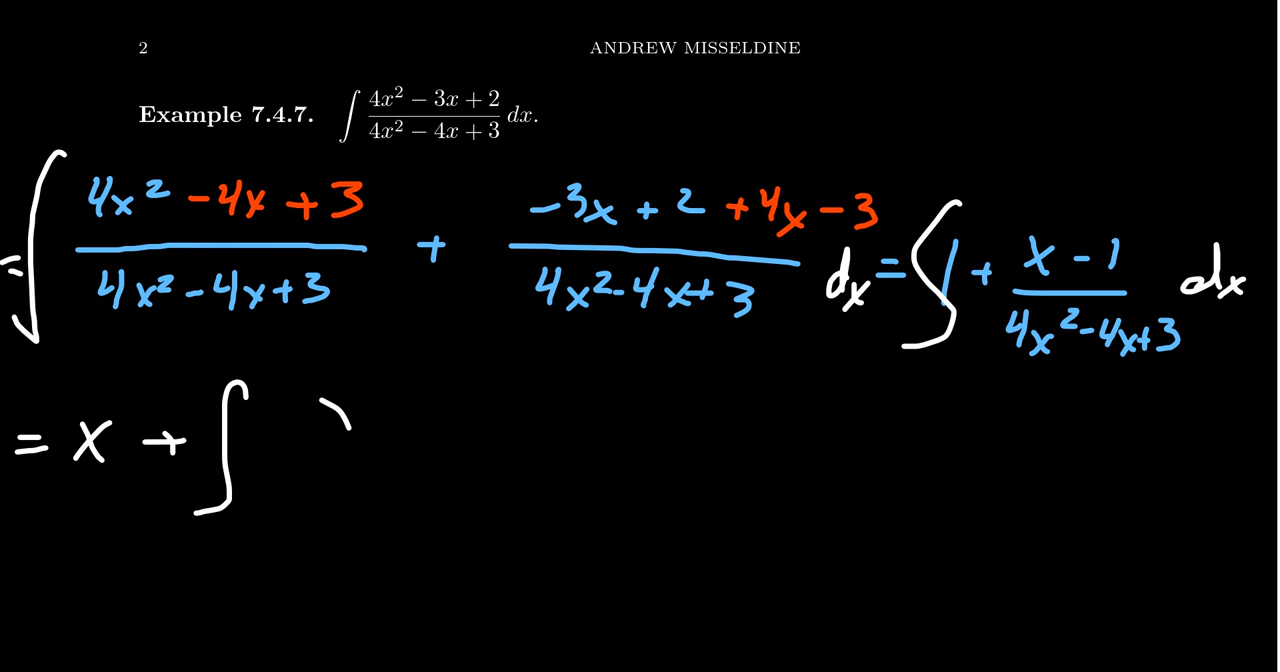 2 ANDREW MISSELDINE
Example 7.4.7. ∫ (4x² − 3x + 2)/(4x² − 4x + 3) dx.
= ∫ (4x² − 4x + 3)/(4x² − 4x + 3) + (−3x + 2 + 4x − 3)/(4x² − 4x + 3) dx = ∫ 1 + (x − 1)/(4x² − 4x + 3) dx
= x + ∫